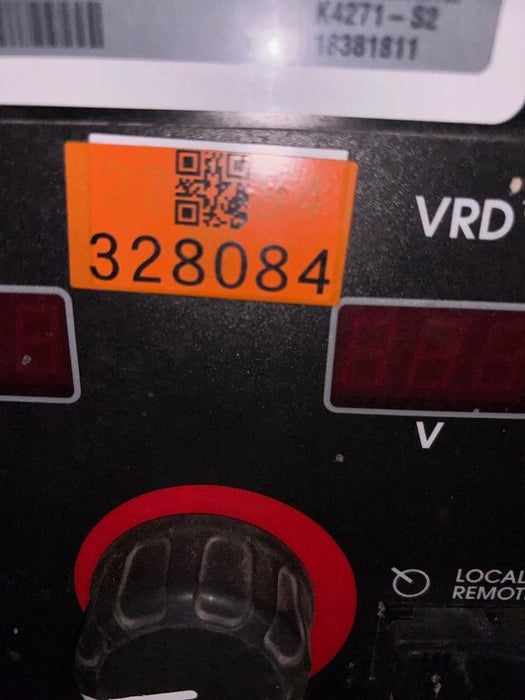 K4271-S2
18381811
VRD
328084
V
LOCAL
REMOT